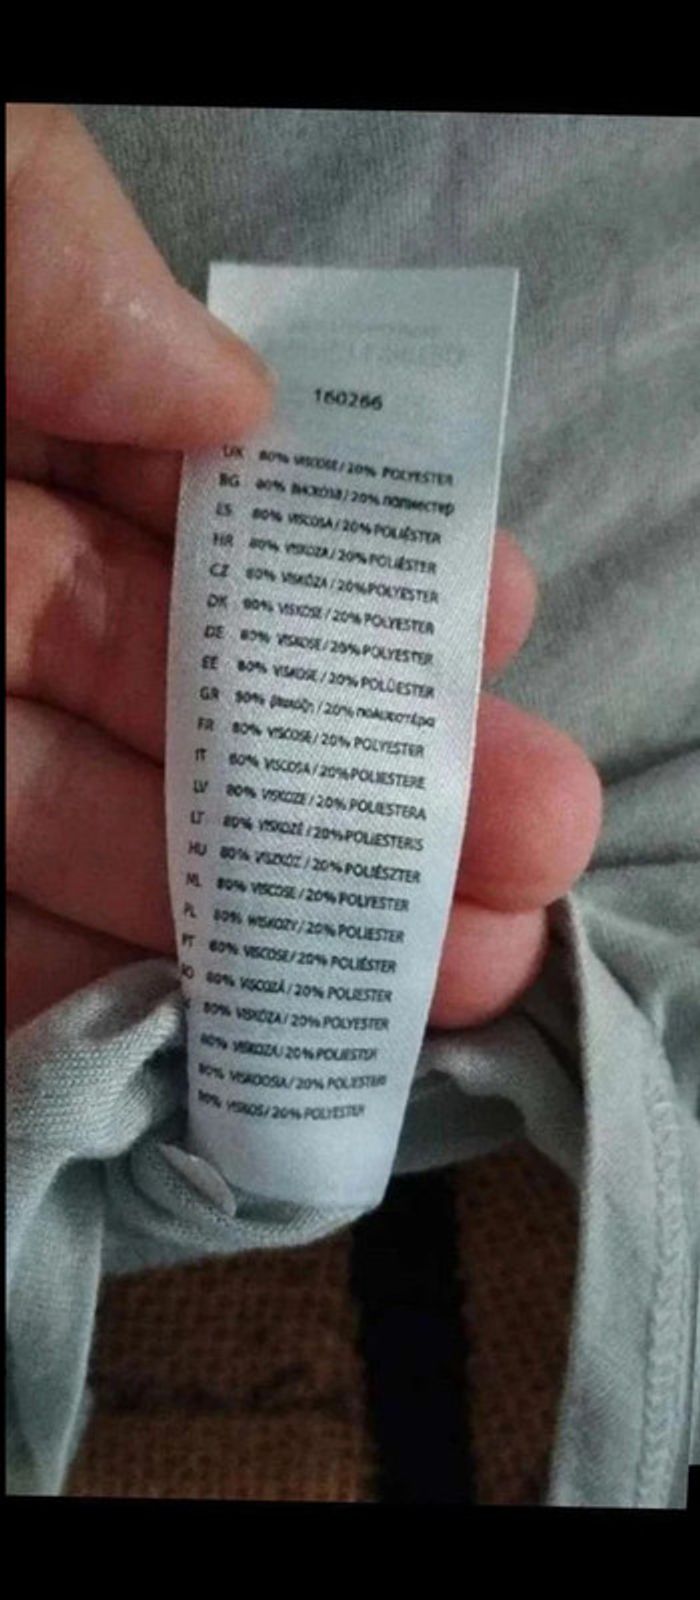 160266
UK 80% VISCOSE / 20% POLYESTER
BG 80% ВИСКОЗА / 20% полиестер
ES 80% VISCOSA / 20% POLIÉSTER
HR 80% VISKOZA / 20% POLIÉSTER
CZ 80% VISKÓZA / 20% POLYESTER
DK 80% VISKOSE / 20% POLYESTER
DE 80% VISKOSE / 20% POLYESTER
EE 80% VISKOSE / 20% POLÜESTER
GR 80% / 20% πολυεστέρα
FR 80% VISCOSE / 20% POLYESTER
IT 80% VISCOSA / 20% POLIESTERE
LV 80% VISKOZE / 20% POLIESTERA
LT 80% VISKOZĖ / 20% POLIESTERIS
HU 80% VISZKÓZ / 20% POLIÉSZTER
NL 80% VISCOSE / 20% POLYESTER
PL 80% WISKOZY / 20% POLIESTER
PT 80% VISCOSE / 20% POLIÉSTER
RO 80% VISCOZĂ / 20% POLIESTER
80% VISKÓZA / 20% POLYESTER
80% VISKOZA / 20% POLIESTER
80% VISKOOSIA / 20% POLYESTERI
80% VISKOS / 20% POLYESTER